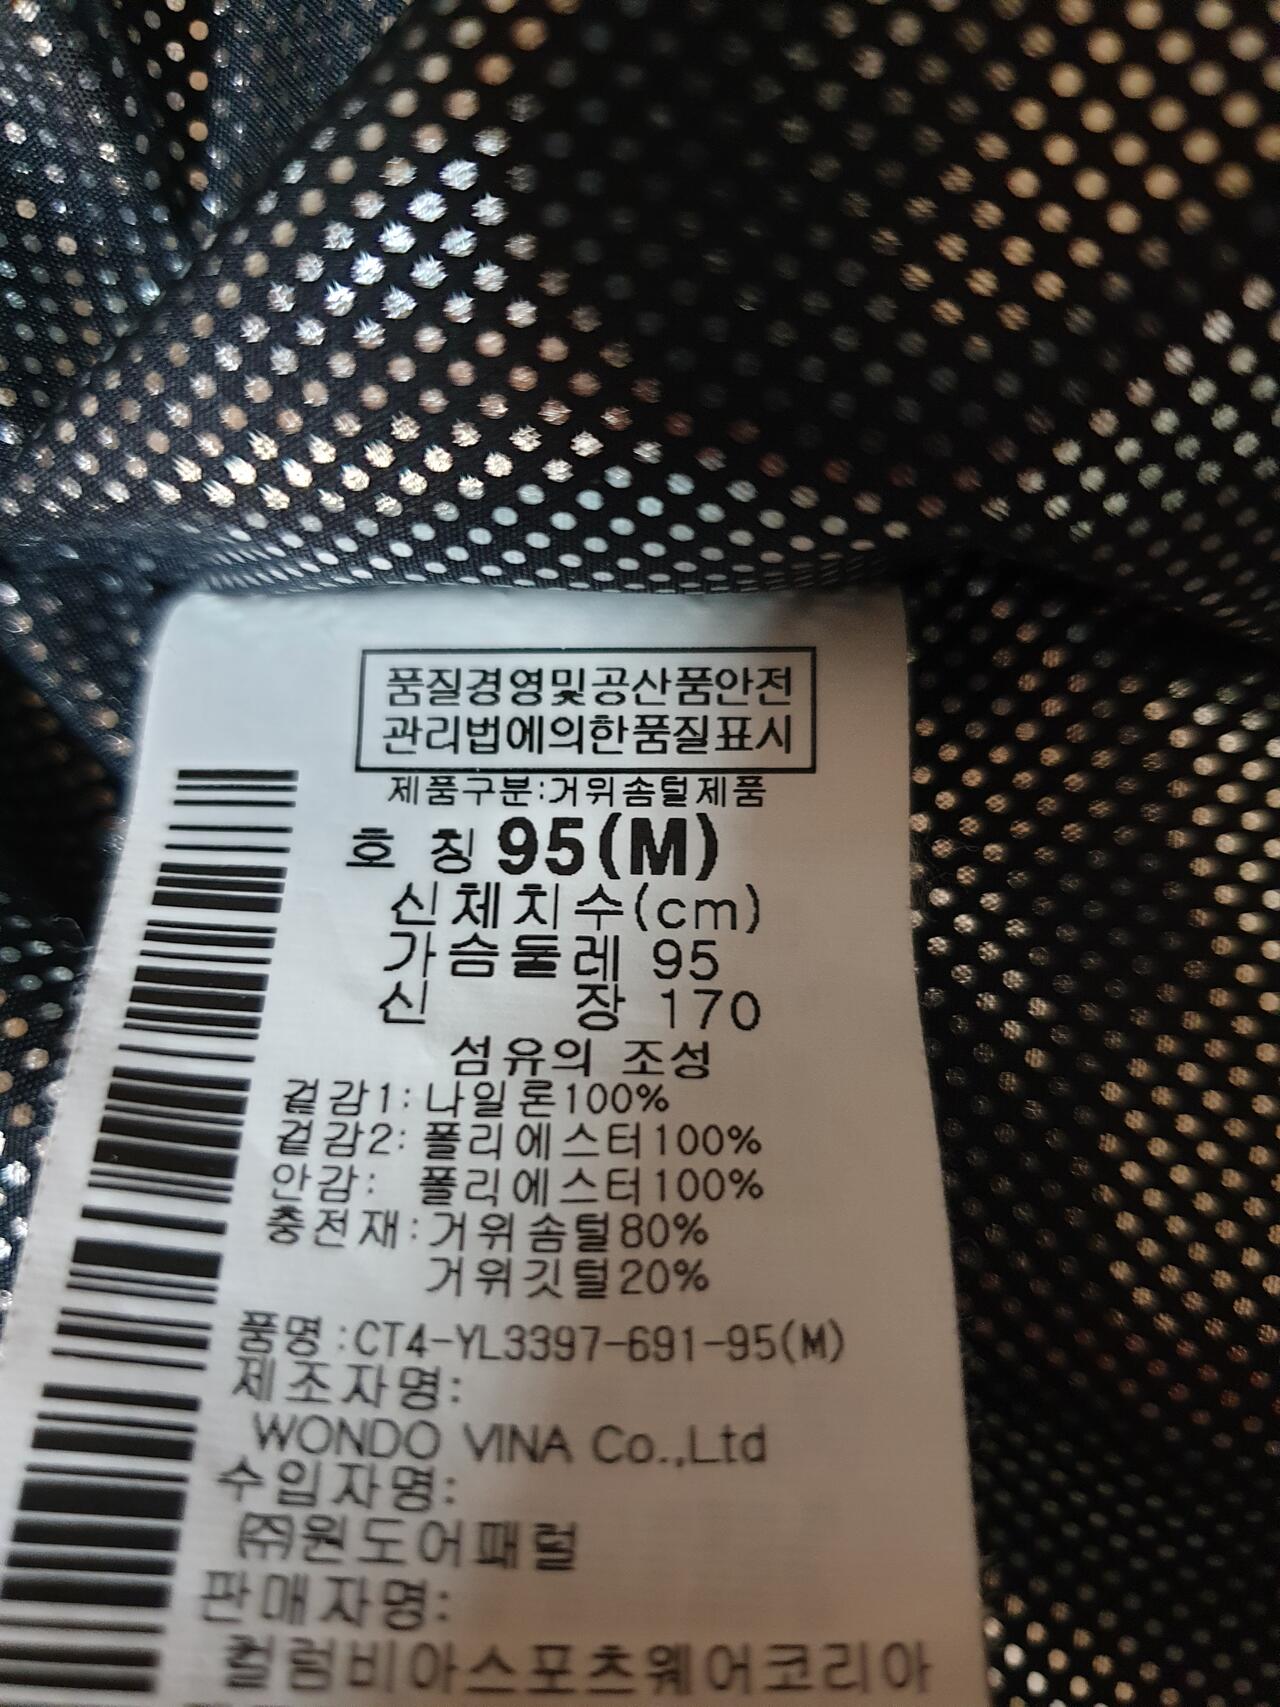 품질경영및공산품안전
관리법에의한품질표시
제품구분:거위솜털제품
호 칭 95(M)
신체치수(cm)
가슴둘레 95
신 장 170
섬유의 조성
겉감1: 나일론100%
겉감2: 폴리에스터100%
안감: 폴리에스터100%
충전재:거위솜털80%
거위깃털20%
품명:CT4-YL3397-691-95(M)
제조자명:
WONDO VINA Co.,Ltd
수입자명:
㈜원도어패럴
판매자명:
컬럼비아스포츠웨어코리아